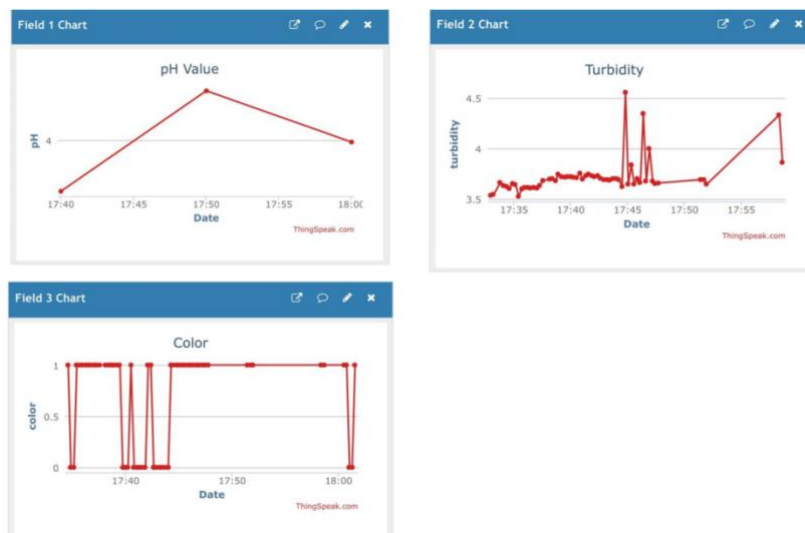 Field 1 Chart
pH Value
pH
4
17:40 17:45 17:50 17:55 18:00
Date
ThingSpeak.com
Field 2 Chart
Turbidity
turbidity
4.5
4
3.5
17:35 17:40 17:45 17:50 17:55
Date
ThingSpeak.com
Field 3 Chart
Color
color
1
0.5
0
17:40 17:50 18:00
Date
ThingSpeak.com